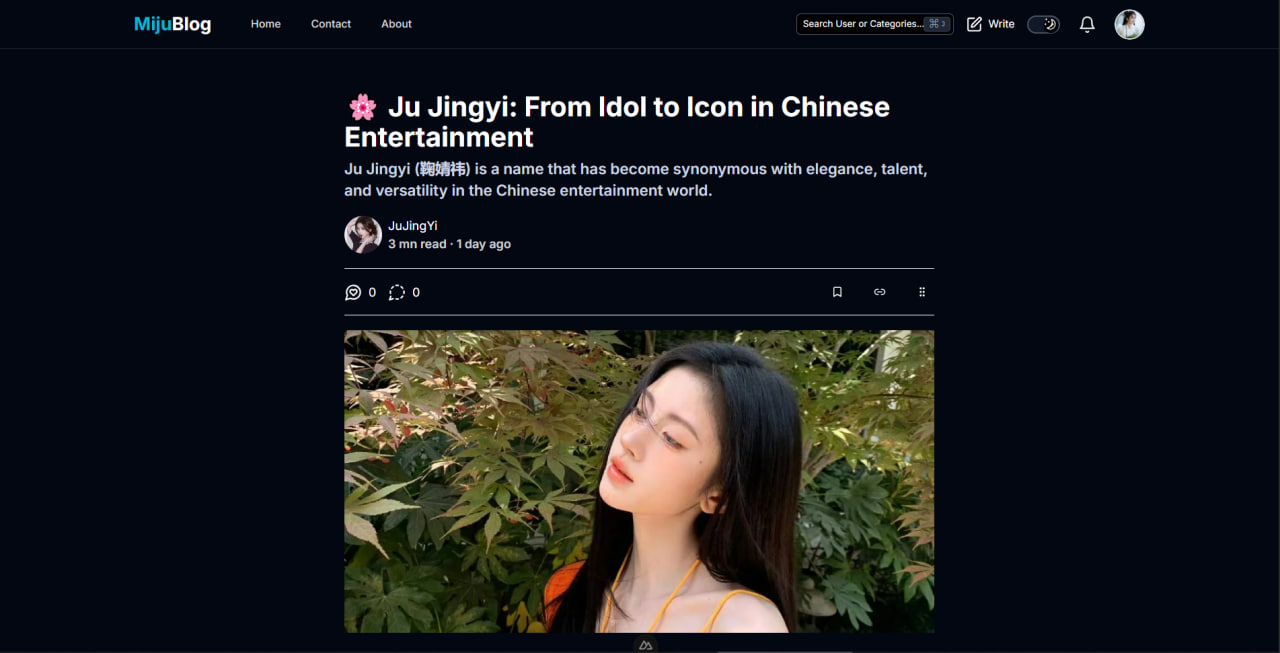 MijuBlog
Home
Contact
About
Search User or Categories...
⌘ 3
Write
🌸 Ju Jingyi: From Idol to Icon in Chinese
Entertainment
Ju Jingyi (鞠婧祎) is a name that has become synonymous with elegance, talent,
and versatility in the Chinese entertainment world.
JuJingYi
3 mn read · 1 day ago
0
0